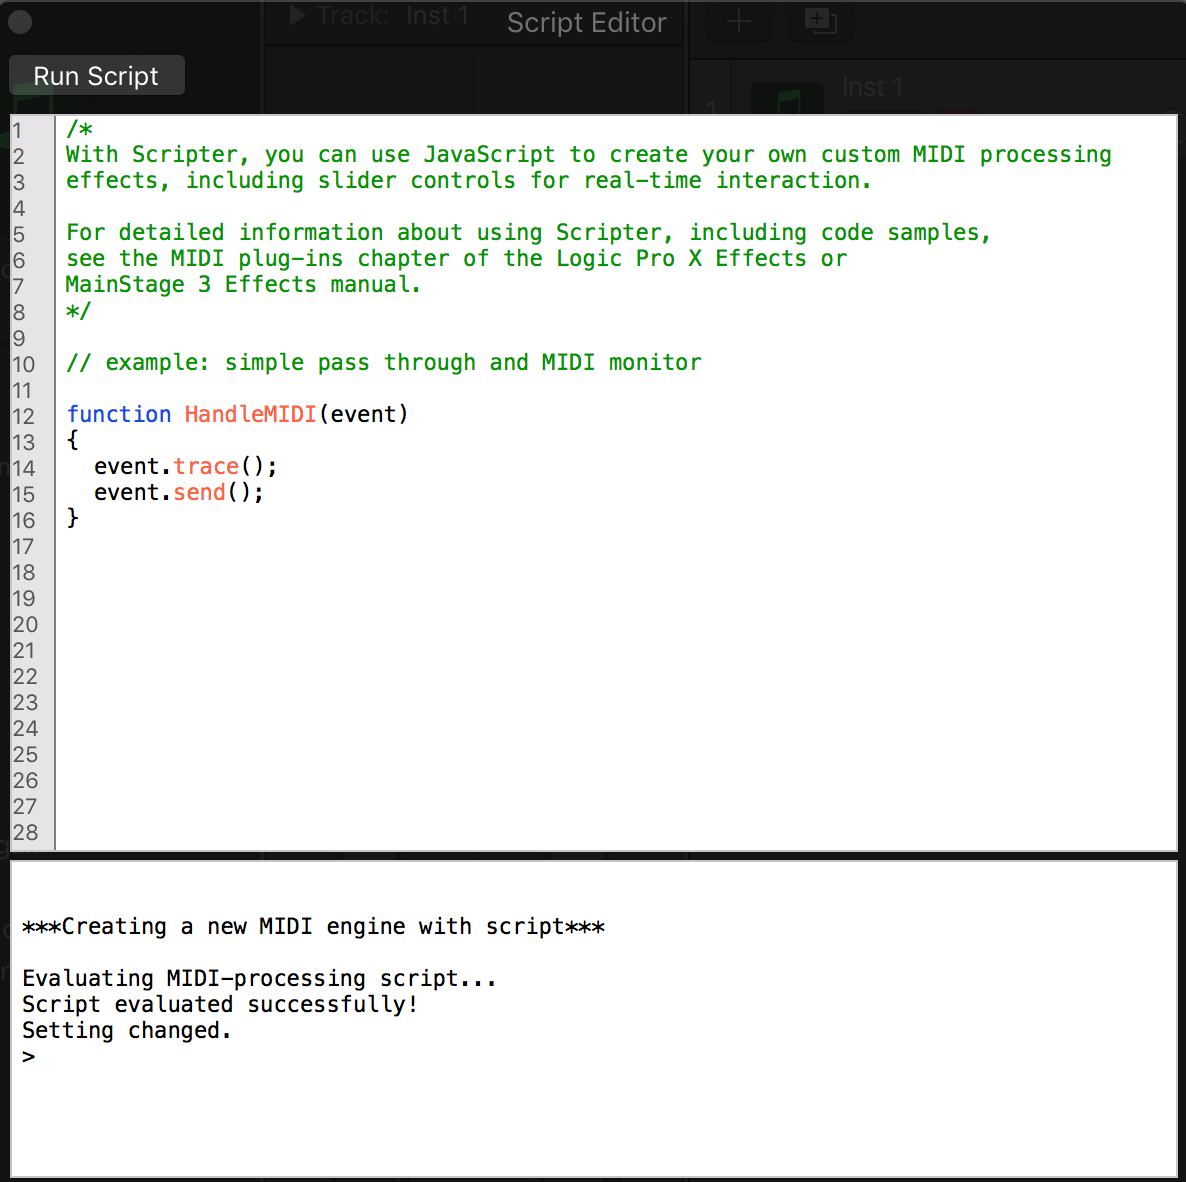 Track: Inst 1
Script Editor
Run Script
Inst 1
1
1 /*
2 With Scripter, you can use JavaScript to create your own custom MIDI processing
3 effects, including slider controls for real-time interaction.
4
5 For detailed information about using Scripter, including code samples,
6 see the MIDI plug-ins chapter of the Logic Pro X Effects or
7 MainStage 3 Effects manual.
8 */
9
10 // example: simple pass through and MIDI monitor
11
12 function HandleMIDI(event)
13 {
14 event.trace();
15 event.send();
16 }
17
18
19
20
21
22
23
24
25
26
27
28
***Creating a new MIDI engine with script***
Evaluating MIDI-processing script...
Script evaluated successfully!
Setting changed.
>